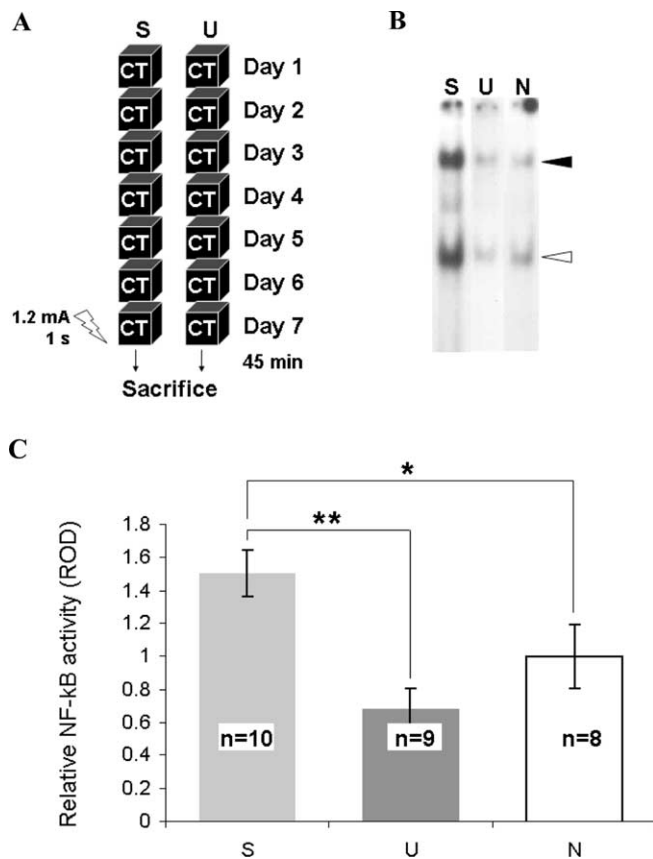 A
S U
CT CT Day 1
CT CT Day 2
CT CT Day 3
CT CT Day 4
CT CT Day 5
CT CT Day 6
1.2 mA
1 s
CT CT Day 7
45 min
Sacrifice
B
S U N
C
*
**
Relative NF-kB activity (ROD)
1.8
1.6
1.4
1.2
1
0.8
0.6
0.4
0.2
0
n=10 n=9 n=8
S U N